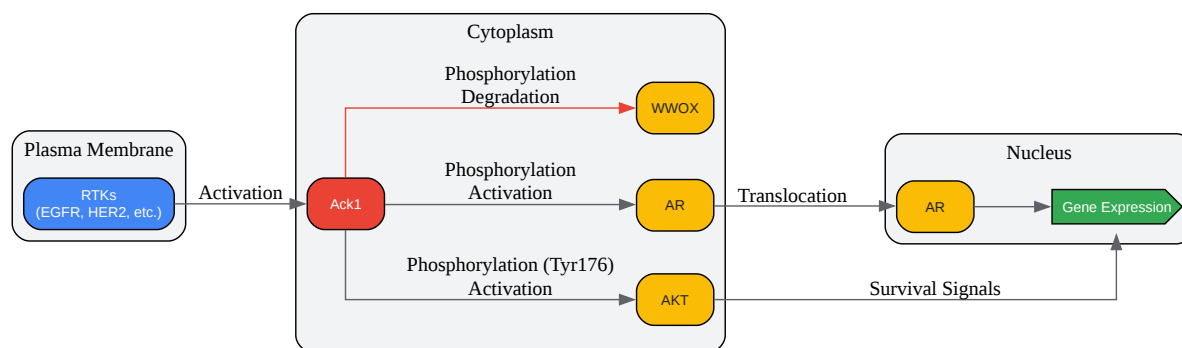 Cytoplasm
Phosphorylation
Degradation
WWOX
Plasma Membrane
RTKs
(EGFR, HER2, etc.)
Activation
Ack1
Phosphorylation
Activation
AR
Translocation
Nucleus
AR
Gene Expression
Phosphorylation (Tyr176)
Activation
AKT
Survival Signals